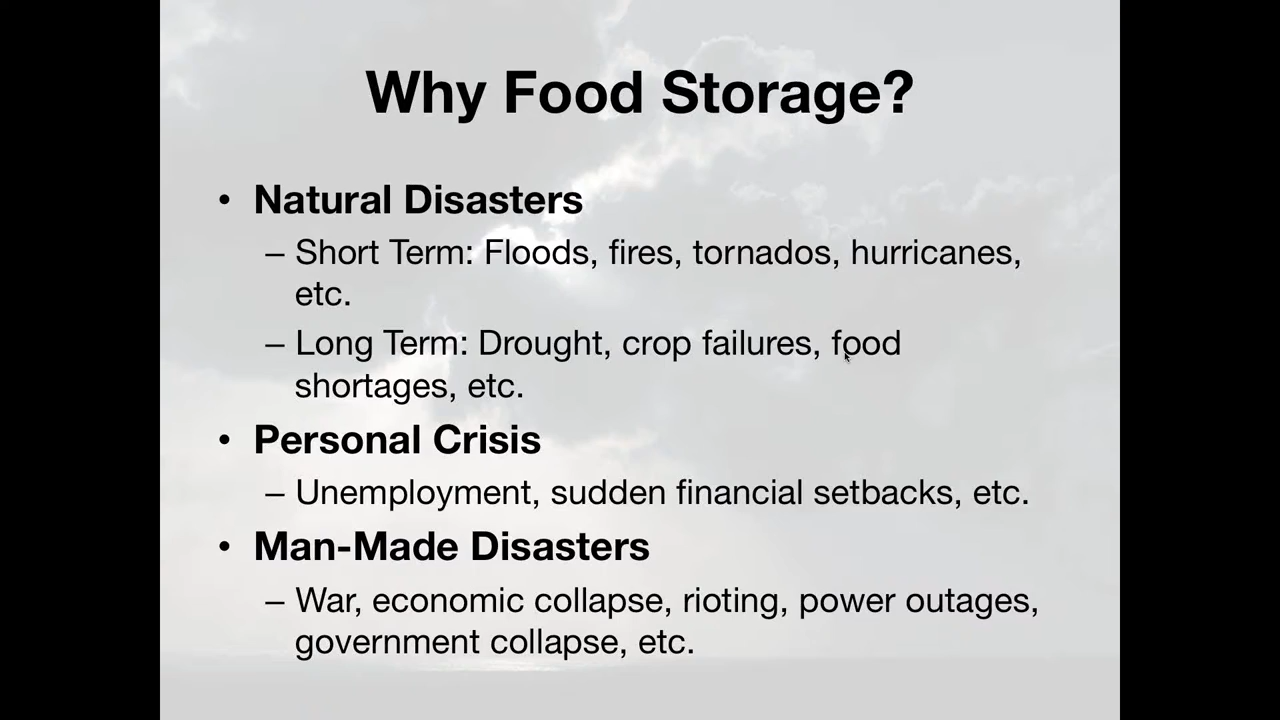 Why Food Storage?
• Natural Disasters
– Short Term: Floods, fires, tornados, hurricanes,
etc.
– Long Term: Drought, crop failures, food
shortages, etc.
• Personal Crisis
– Unemployment, sudden financial setbacks, etc.
• Man-Made Disasters
– War, economic collapse, rioting, power outages,
government collapse, etc.